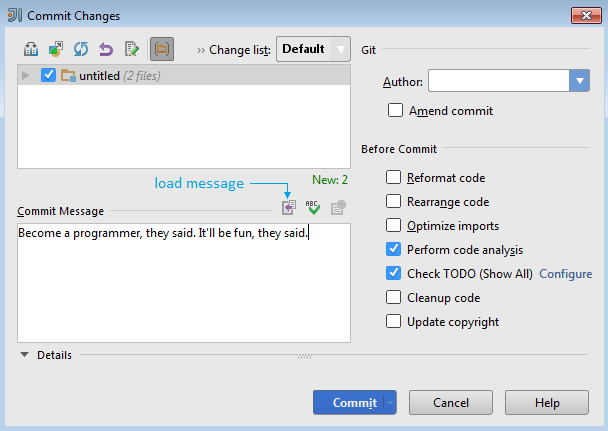 Commit Changes
›› Change list: Default
untitled (2 files)
New: 2
load message
Commit Message
ABC
Become a programmer, they said. It'll be fun, they said.
Git
Author:
Amend commit
Before Commit
Reformat code
Rearrange code
Optimize imports
Perform code analysis
Check TODO (Show All) Configure
Cleanup code
Update copyright
Details
Commit Cancel Help